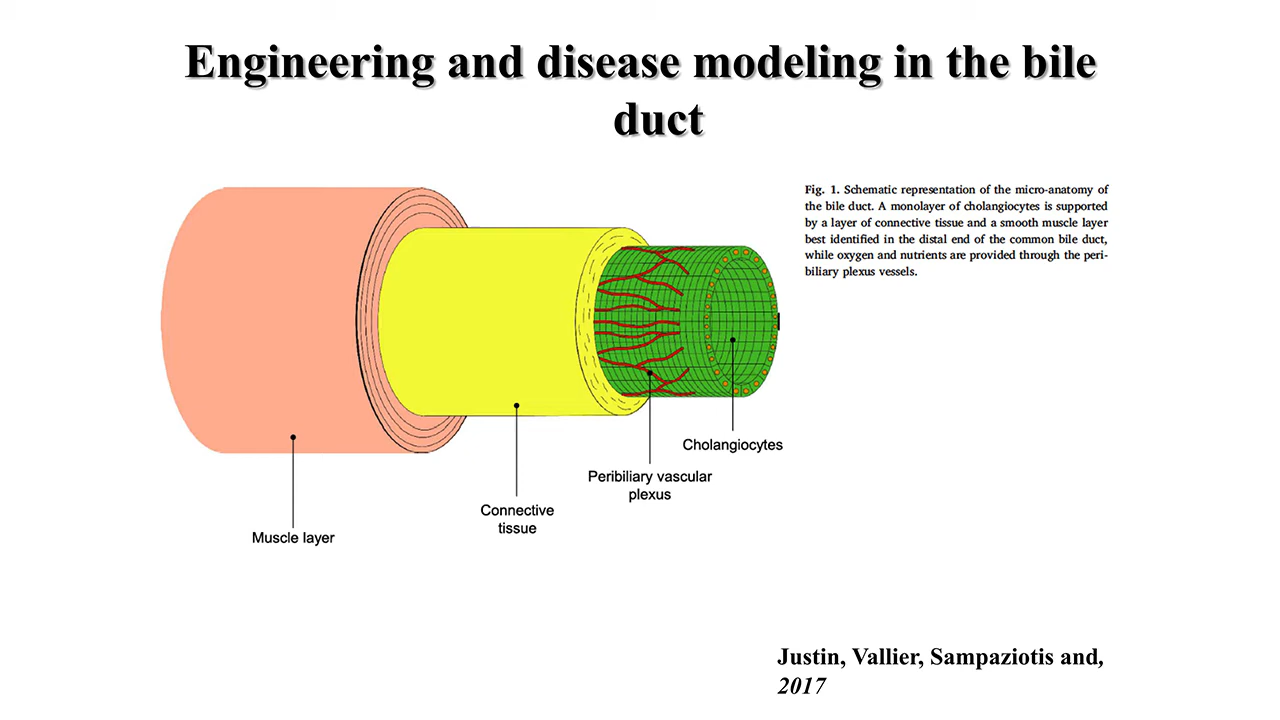 Engineering and disease modeling in the bile
duct
Fig. 1. Schematic representation of the micro-anatomy of
the bile duct. A monolayer of cholangiocytes is supported
by a layer of connective tissue and a smooth muscle layer
best identified in the distal end of the common bile duct,
while oxygen and nutrients are provided through the peri-
biliary plexus vessels.
Cholangiocytes
Peribiliary vascular
plexus
Connective
tissue
Muscle layer
Justin, Vallier, Sampaziotis and,
2017